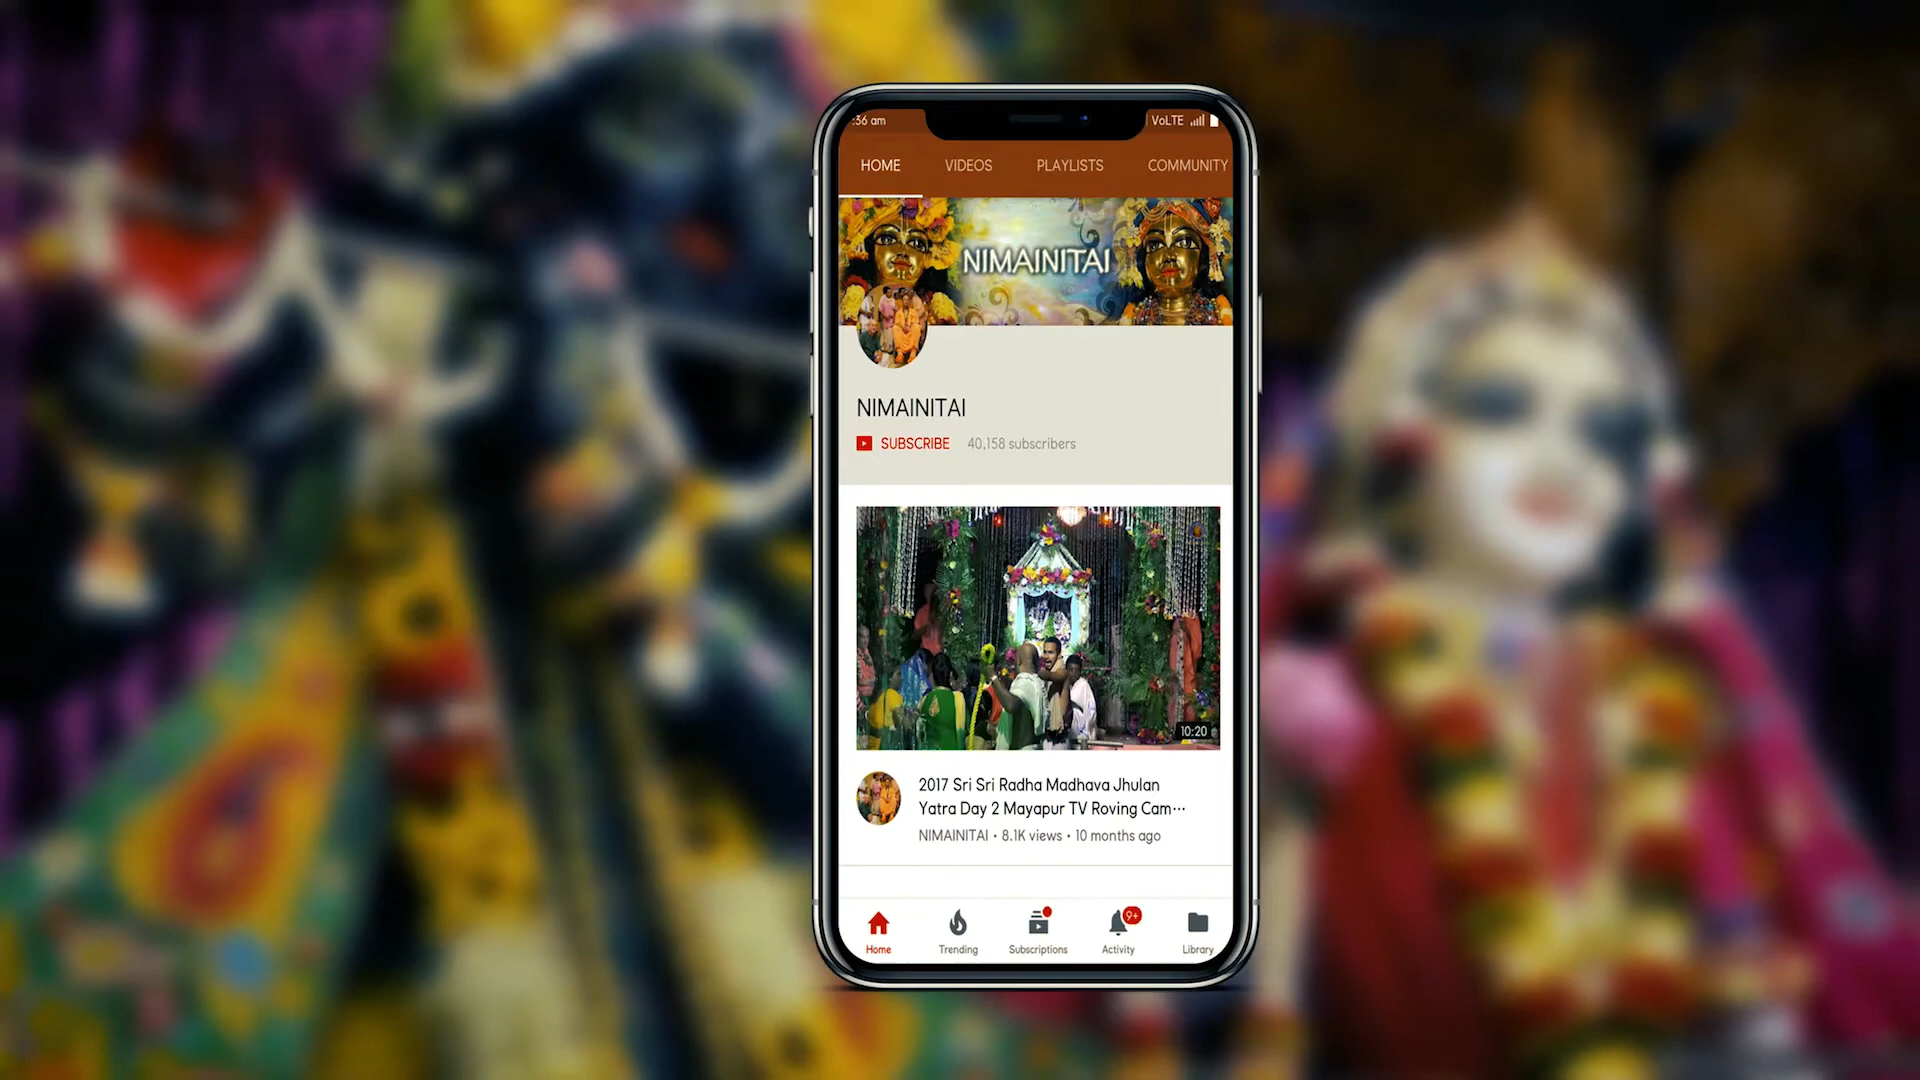 :36 am
VoLTE
HOME VIDEOS PLAYLISTS COMMUNITY
NIMAINITAI
NIMAINITAI
SUBSCRIBE 40,158 subscribers
10:20
2017 Sri Sri Radha Madhava Jhulan
Yatra Day 2 Mayapur TV Roving Cam...
NIMAINITAI • 8.1K views • 10 months ago
9+
Home Trending Subscriptions Activity Library